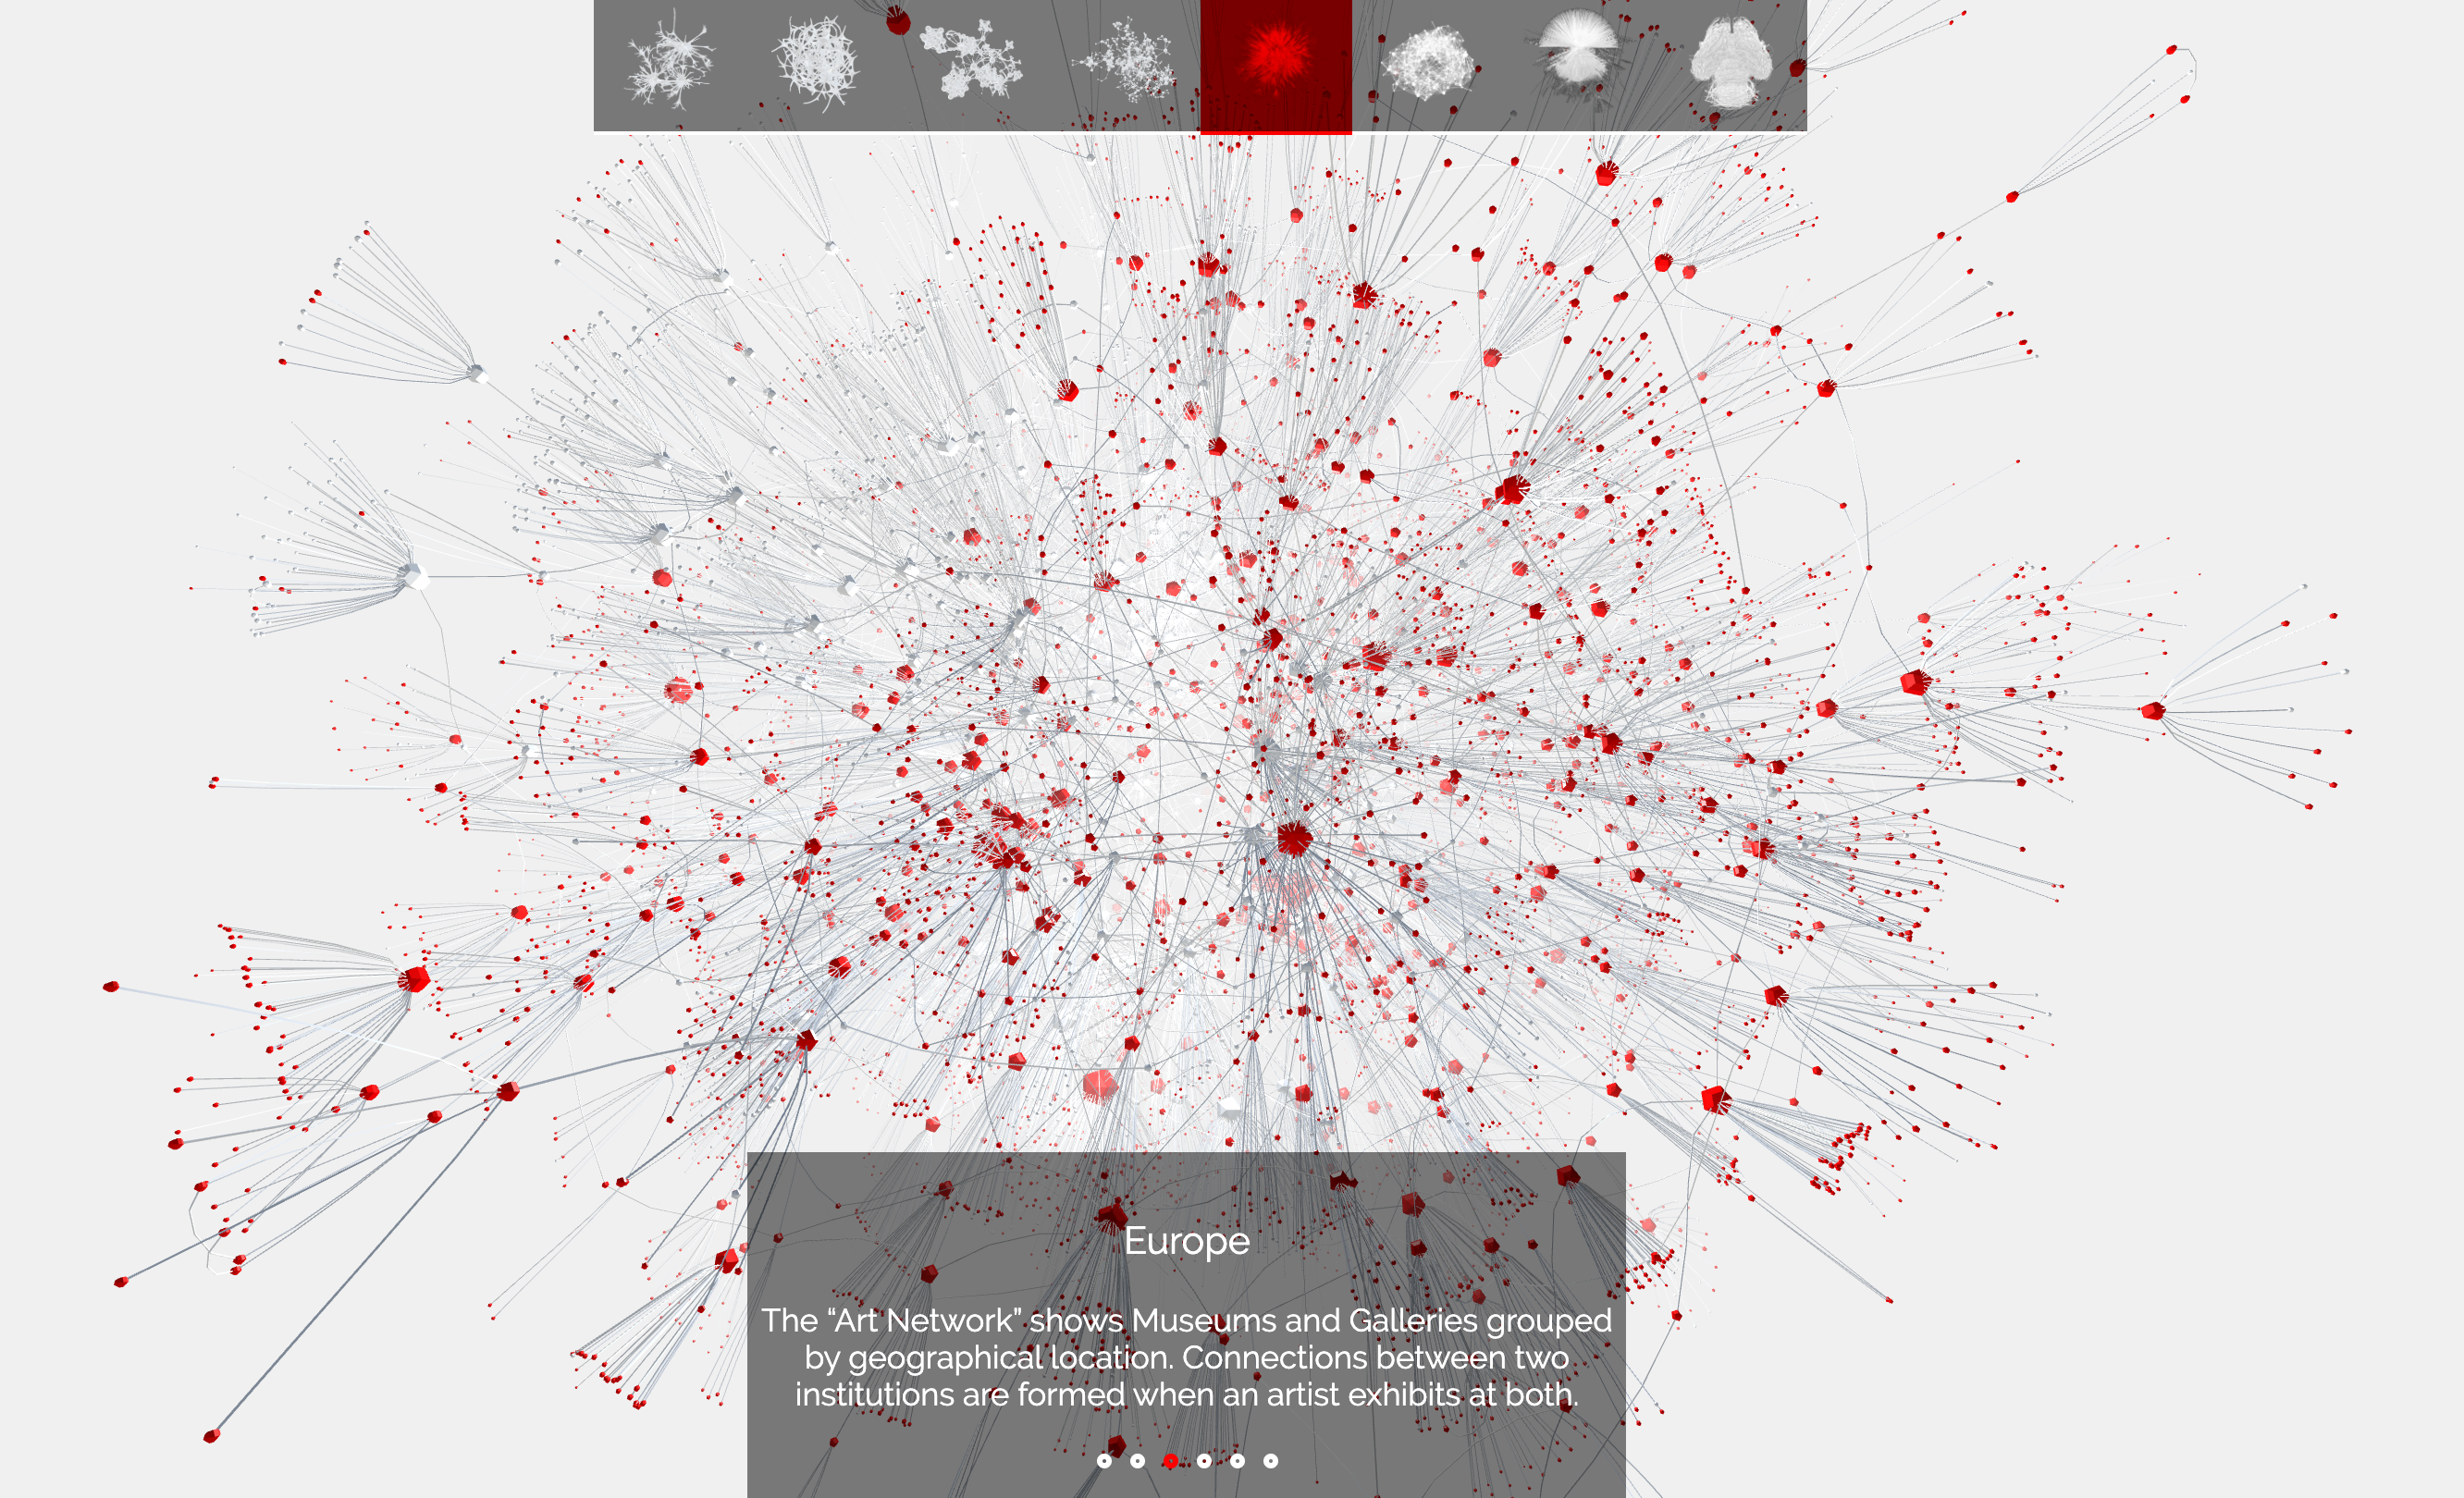 Europe
The “Art Network” shows Museums and Galleries grouped
by geographical location. Connections between two
institutions are formed when an artist exhibits at both.